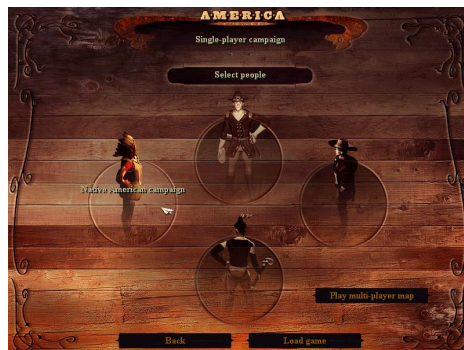 AMERICA
Single-player campaign
Select people
Native American campaign
Play multi-player map
Back
Load game